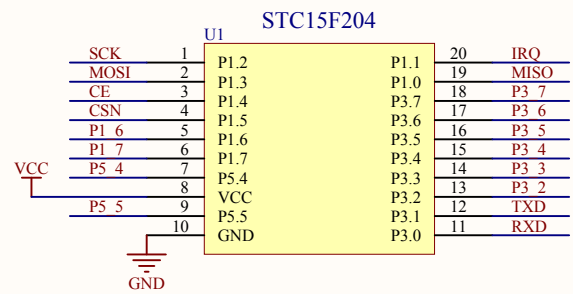 STC15F204
U1
SCK 1 P1.2 P1.1 20 IRQ
MOSI 2 P1.3 P1.0 19 MISO
CE 3 P1.4 P3.7 18 P3_7
CSN 4 P1.5 P3.6 17 P3_6
P1_6 5 P1.6 P3.5 16 P3_5
P1_7 6 P1.7 P3.4 15 P3_4
VCC P5_4 7 P5.4 P3.3 14 P3_3
8 VCC P3.2 13 P3_2
P5_5 9 P5.5 P3.1 12 TXD
10 GND P3.0 11 RXD
GND